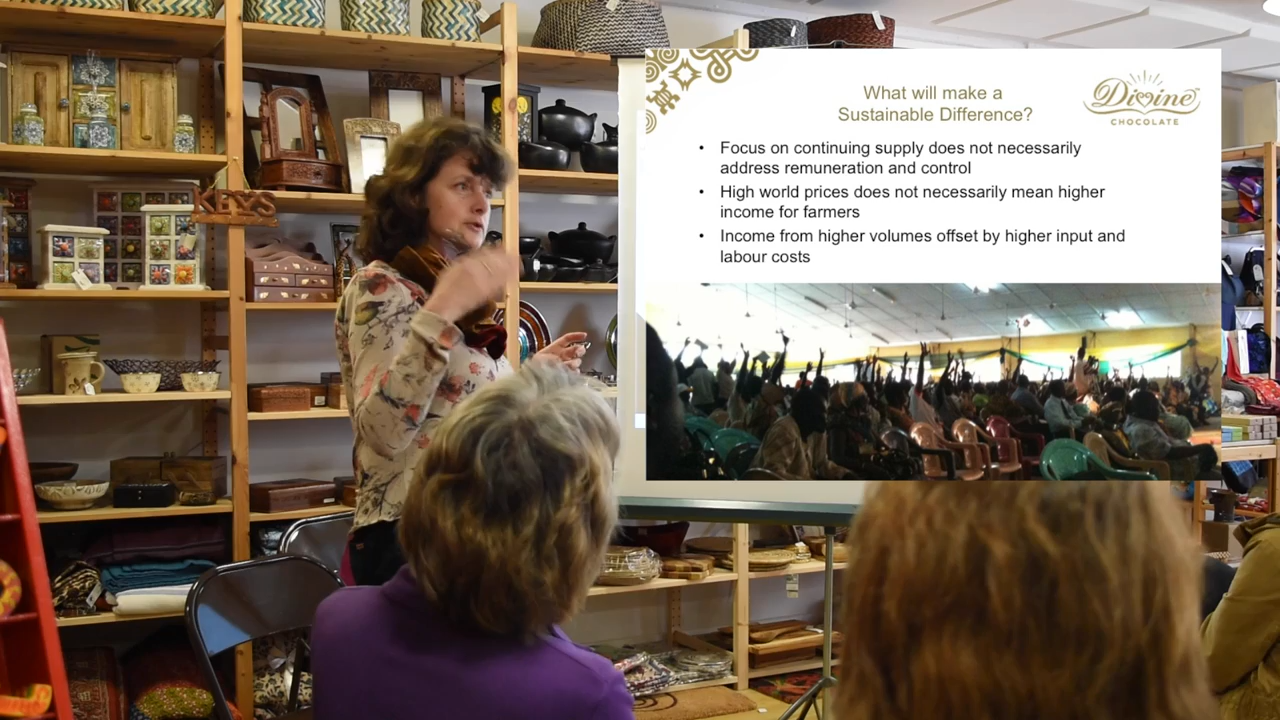 What will make a
Sustainable Difference?
Divine
CHOCOLATE
• Focus on continuing supply does not necessarily
address remuneration and control
• High world prices does not necessarily mean higher
income for farmers
• Income from higher volumes offset by higher input and
labour costs
KEYS